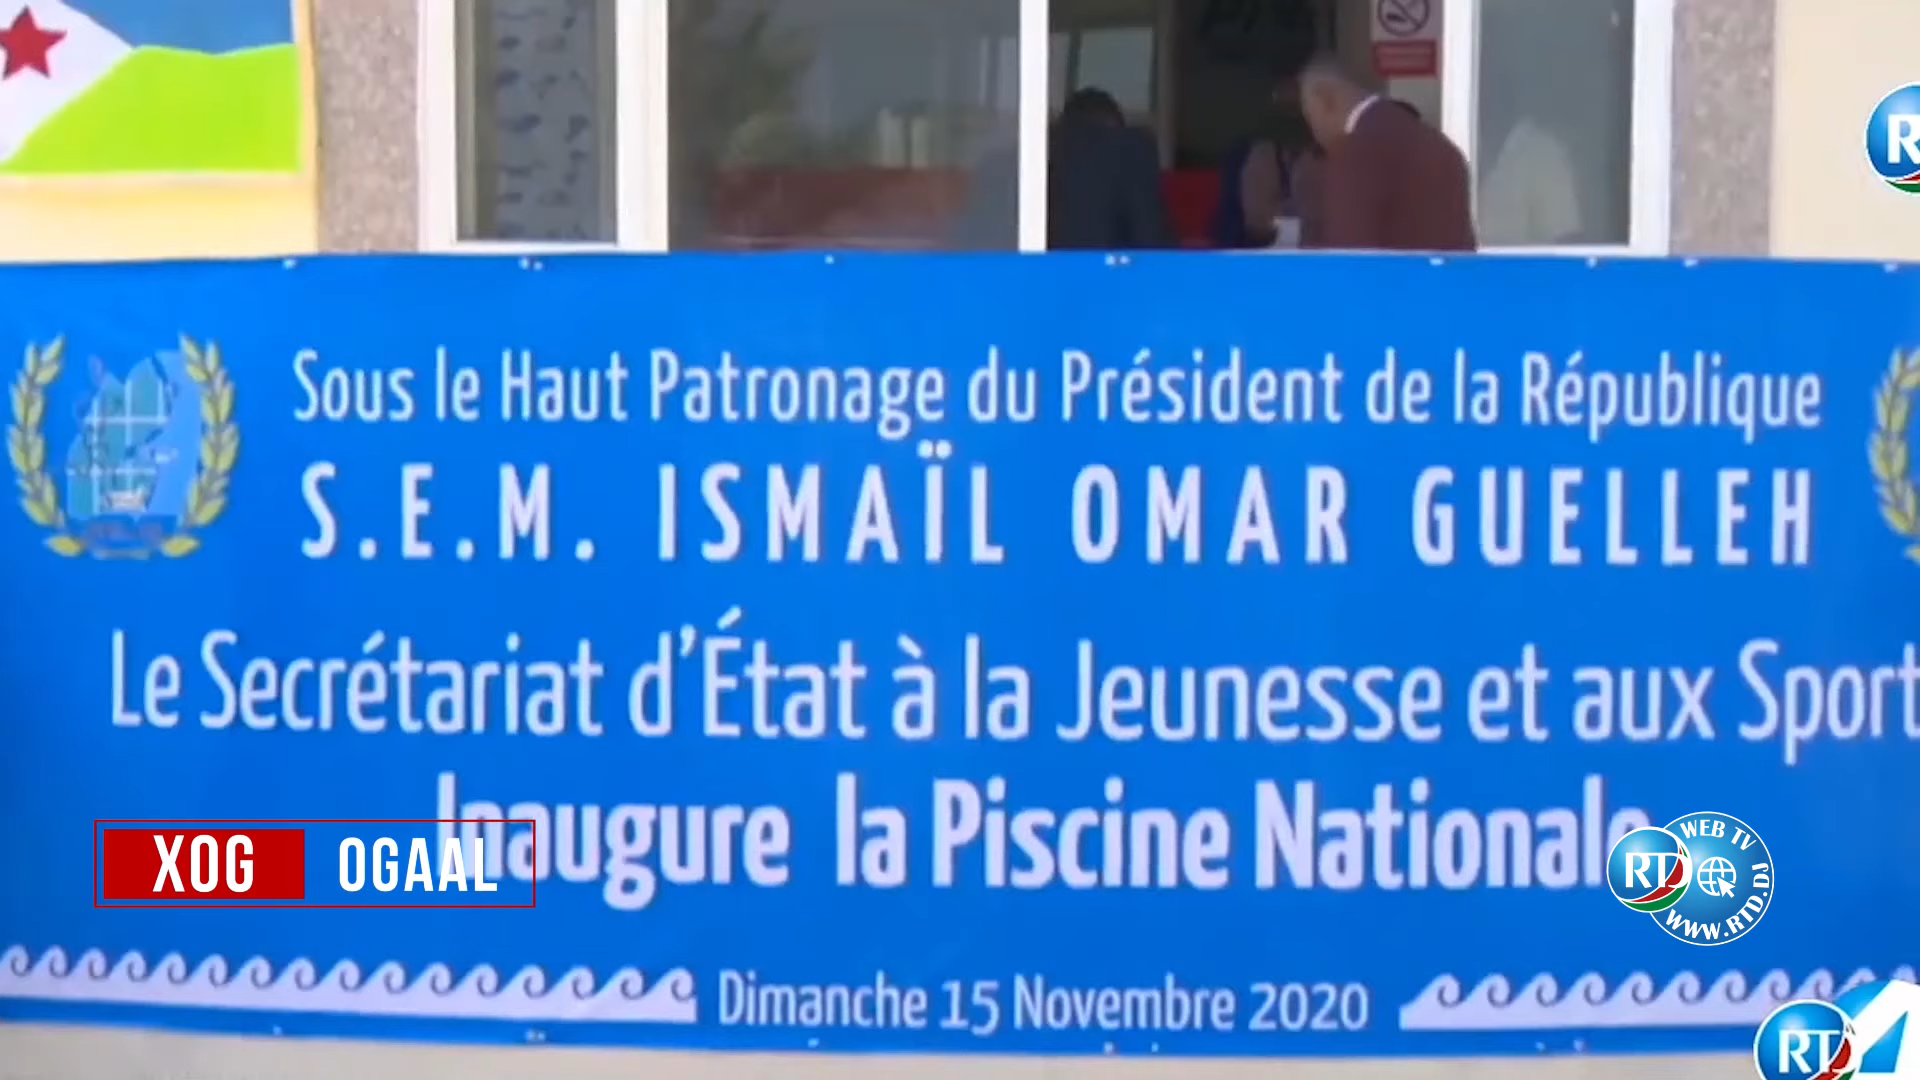 Sous le Haut Patronage du Président de la République
S.E.M. ISMAÏL OMAR GUELLEH
Le Secrétariat d'État à la Jeunesse et aux Sport
Inaugure la Piscine Nationale
Dimanche 15 Novembre 2020
XOG OGAAL
RTD
WEB TV
WWW.RTD.DJ
R
RT